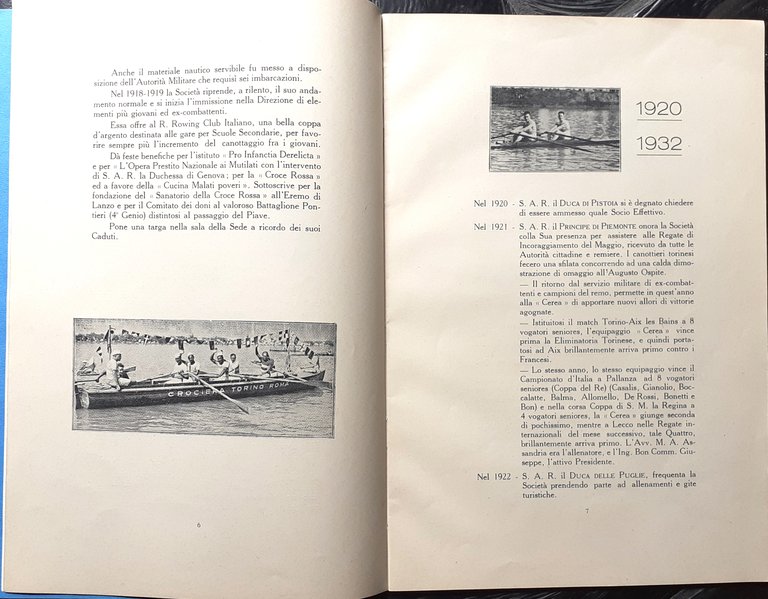 Anche il materiale nautico servibile fu messo a dispo-
sizione dell'Autorità Militare che requisì sei imbarcazioni.
Nel 1918-1919 la Società riprende, a rilento, il suo anda-
mento normale e si inizia l'immissione nella Direzione di ele-
menti più giovani ed ex-combattenti.
Essa offre al R. Rowing Club Italiano, una bella coppa
d'argento destinata alle gare per Scuole Secondarie, per favo-
rire sempre più l'incremento del canottaggio fra i giovani.
Dà feste benefiche per l'istituto « Pro Infanctia Derelicta »
e per « L'Opera Prestito Nazionale ai Mutilati con l'intervento
di S. A. R. la Duchessa di Genova; per la « Croce Rossa »
ed a favore della « Cucina Malati poveri ». Sottoscrive per la
fondazione del « Sanatorio della Croce Rossa » all'Eremo di
Lanzo e per il Comitato dei doni al valoroso Battaglione Pon-
tieri (4° Genio) distintosi al passaggio del Piave.
Pone una targa nella sala della Sede a ricordo dei suoi
Caduti.
CROCIERA TORINO ROMA
6
1920
1932
Nel 1920 - S. A. R. il DUCA DI PISTOIA si è degnato chiedere
di essere ammesso quale Socio Effettivo.
Nel 1921 - S. A. R. il PRINCIPE DI PIEMONTE onora la Società
colla Sua presenza per assistere alle Regate di
Incoraggiamento del Maggio, ricevuto da tutte le
Autorità cittadine e remiere. I canottieri torinesi
fecero una sfilata concorrendo ad una calda dimo-
strazione di omaggio all'Augusto Ospite.
— Il ritorno dal servizio militare di ex-combat-
tenti e campioni del remo, permette in quest'anno
alla « Cerea » di apportare nuovi allori di vittorie
agognate.
— Istituitosi il match Torino-Aix les Bains a 8
vogatori seniores, l'equipaggio « Cerea » vince
prima la Eliminatoria Torinese, e quindi porta-
tosi ad Aix brillantemente arriva primo contro i
Francesi.
— Lo stesso anno, lo stesso equipaggio vince il
Campionato d'Italia a Pallanza ad 8 vogatori
seniores (Coppa del Re) (Casalis, Gianolio, Boc-
calatte, Balma, Allomello, De Rossi, Bonetti e
Bon) e nella corsa Coppa di S. M. la Regina a
4 vogatori seniores, la « Cerea » giunge seconda
di pochissimo, mentre a Lecco nelle Regate in-
ternazionali del mese successivo, tale Quattro,
brillantemente arriva primo. L'Avv. M. A. As-
sandria era l'allenatore, e l'Ing. Bon Comm. Giu-
seppe, l'attivo Presidente.
Nel 1922 - S. A. R. il DUCA DELLE PUGLIE, frequenta la
Società prendendo parte ad allenamenti e gite
turistiche.
7